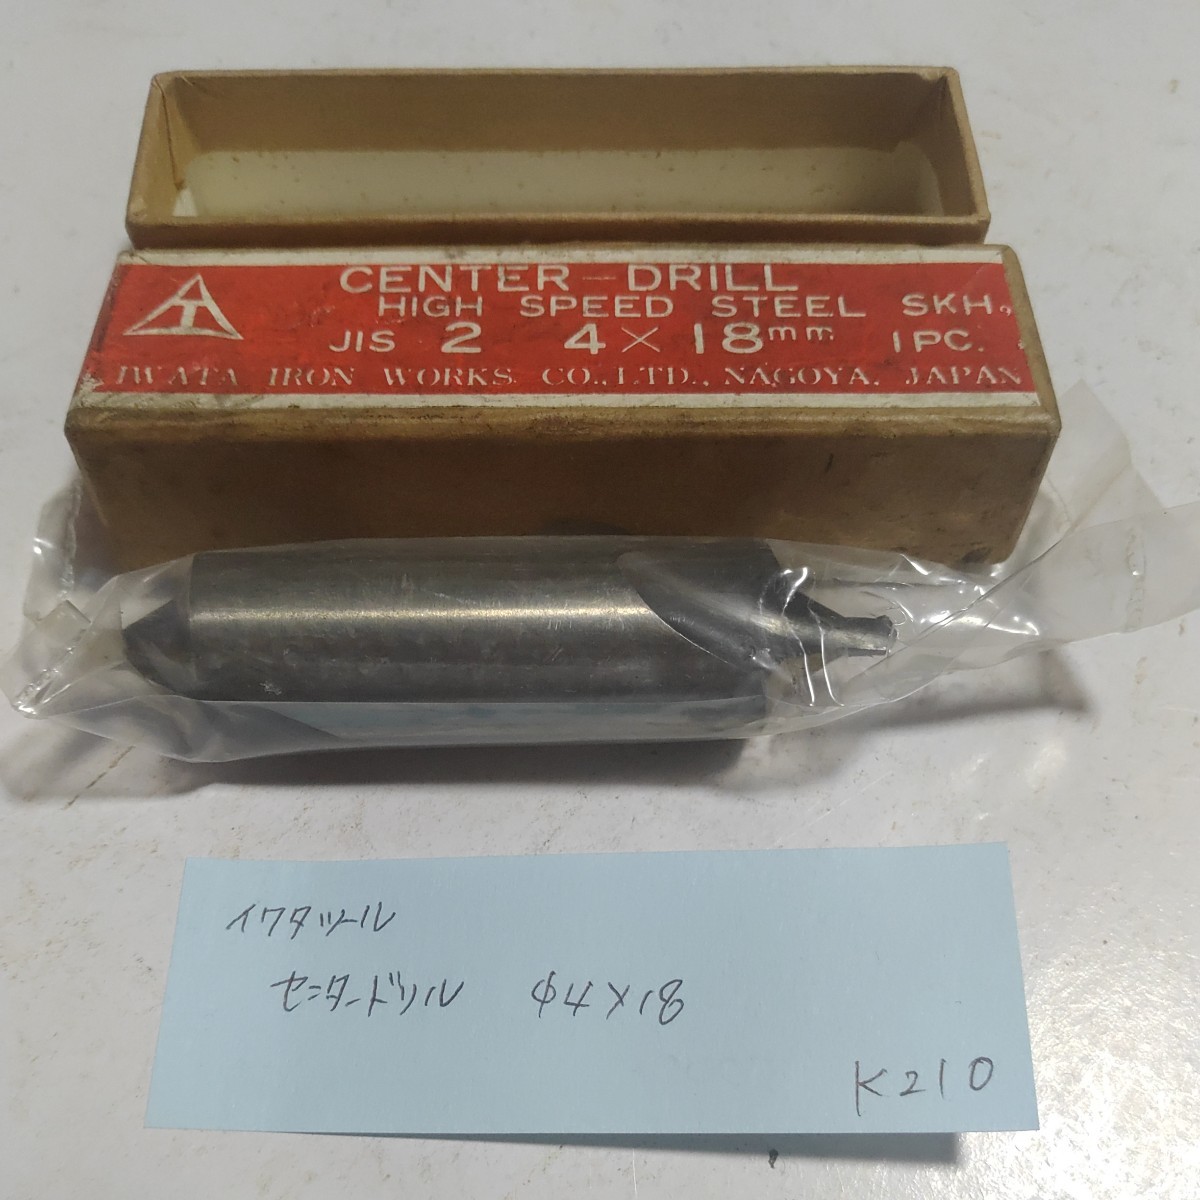 CENTER-DRILL
HIGH SPEED STEEL SKH9
JIS 2 4×18mm 1PC.
IWATA IRON WORKS. CO.,LTD., NAGOYA, JAPAN
イワタツール
センタードリル φ4×18
K210